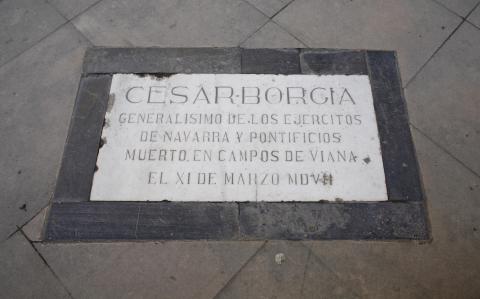 CESAR·BORGIA
GENERALISIMO DE LOS EJERCITOS
DE NAVARRA Y PONTIFICIOS
MUERTO EN CAMPOS DE VIANA
EL XI DE MARZO MDVII